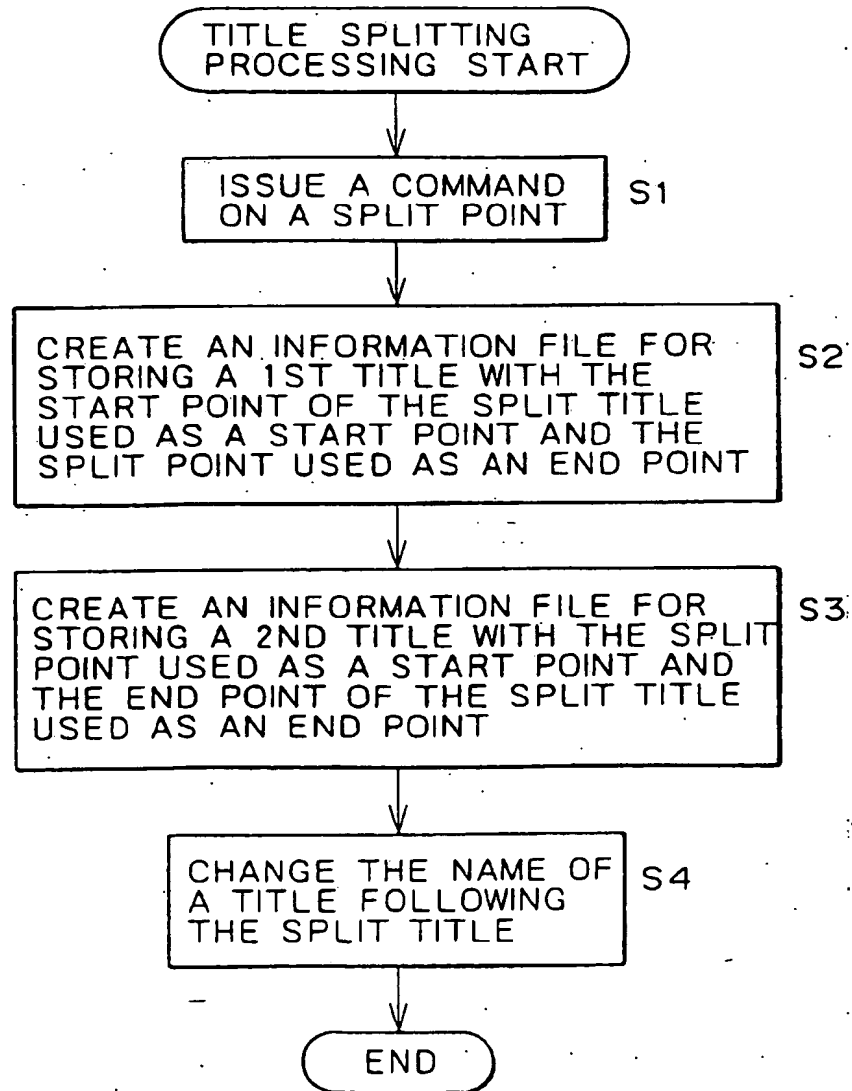 TITLE SPLITTING
PROCESSING START
ISSUE A COMMAND
ON A SPLIT POINT
S1
CREATE AN INFORMATION FILE FOR
STORING A 1ST TITLE WITH THE
START POINT OF THE SPLIT TITLE
USED AS A START POINT AND THE
SPLIT POINT USED AS AN END POINT
S2
CREATE AN INFORMATION FILE FOR
STORING A 2ND TITLE WITH THE SPLIT
POINT USED AS A START POINT AND
THE END POINT OF THE SPLIT TITLE
USED AS AN END POINT
S3
CHANGE THE NAME OF
A TITLE FOLLOWING
THE SPLIT TITLE
S4
END